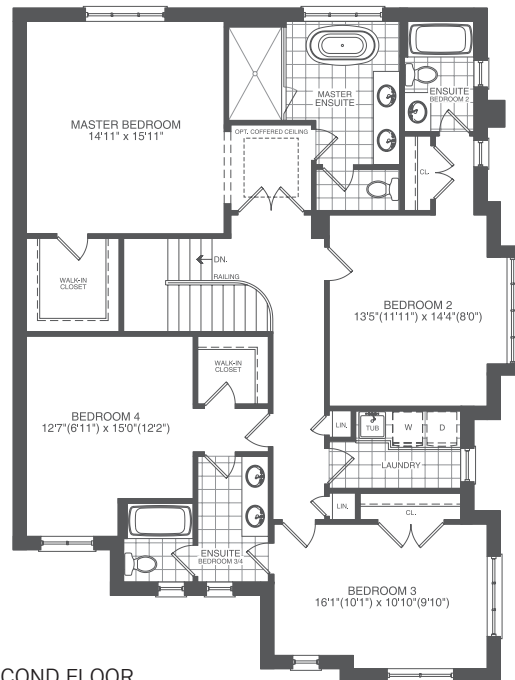 MASTER BEDROOM
14'11" x 15'11"
MASTER
ENSUITE
ENSUITE
BEDROOM 2
OPT. COFFERED CEILING
CL.
WALK-IN
CLOSET
DN.
RAILING
BEDROOM 2
13'5"(11'11") x 14'4"(8'0")
WALK-IN
CLOSET
BEDROOM 4
12'7"(6'11") x 15'0"(12'2")
LIN.
TUB
W
D
LAUNDRY
LIN.
CL.
ENSUITE
BEDROOM 3/4
BEDROOM 3
16'1"(10'1") x 10'10"(9'10")
COND FLOOR